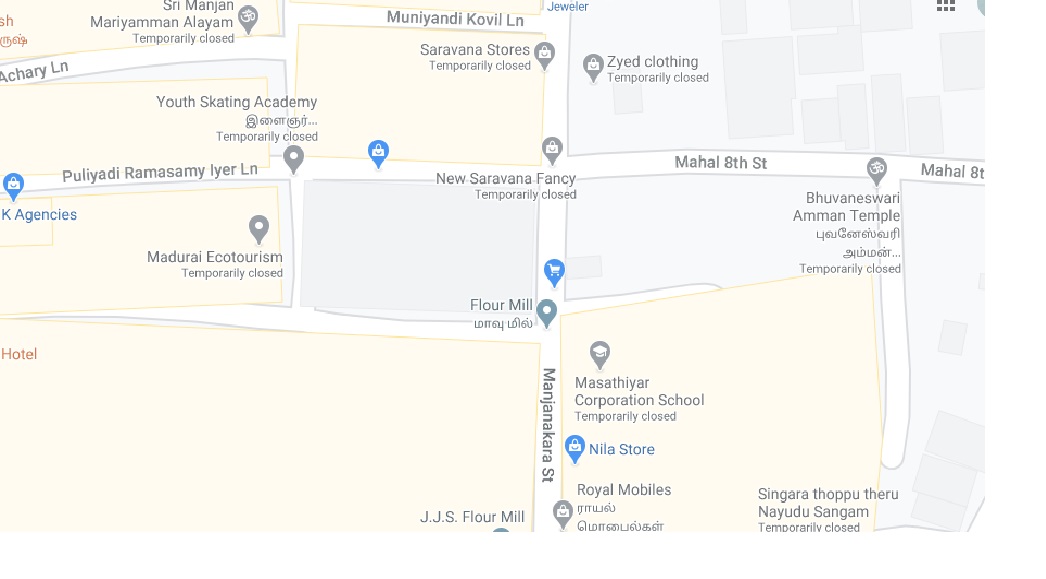 Sri Manjan
Mariyamman Alayam
Temporarily closed
sh
ருஷ்
Achary Ln
Muniyandi Kovil Ln
Jeweler
Saravana Stores
Temporarily closed
Zyed clothing
Temporarily closed
Youth Skating Academy
இளைஞர்...
Temporarily closed
Puliyadi Ramasamy Iyer Ln
K Agencies
New Saravana Fancy
Temporarily closed
Mahal 8th St
Mahal 8t
Bhuvaneswari
Amman Temple
புவனேஸ்வரி
அம்மன்...
Temporarily closed
Madurai Ecotourism
Temporarily closed
Flour Mill
மாவு மில்
Hotel
Manjanakara St
Masathiyar
Corporation School
Temporarily closed
Nila Store
Royal Mobiles
ராயல்
மொபைல்கள்
J.J.S. Flour Mill
Singara thoppu theru
Nayudu Sangam
Temporarily closed